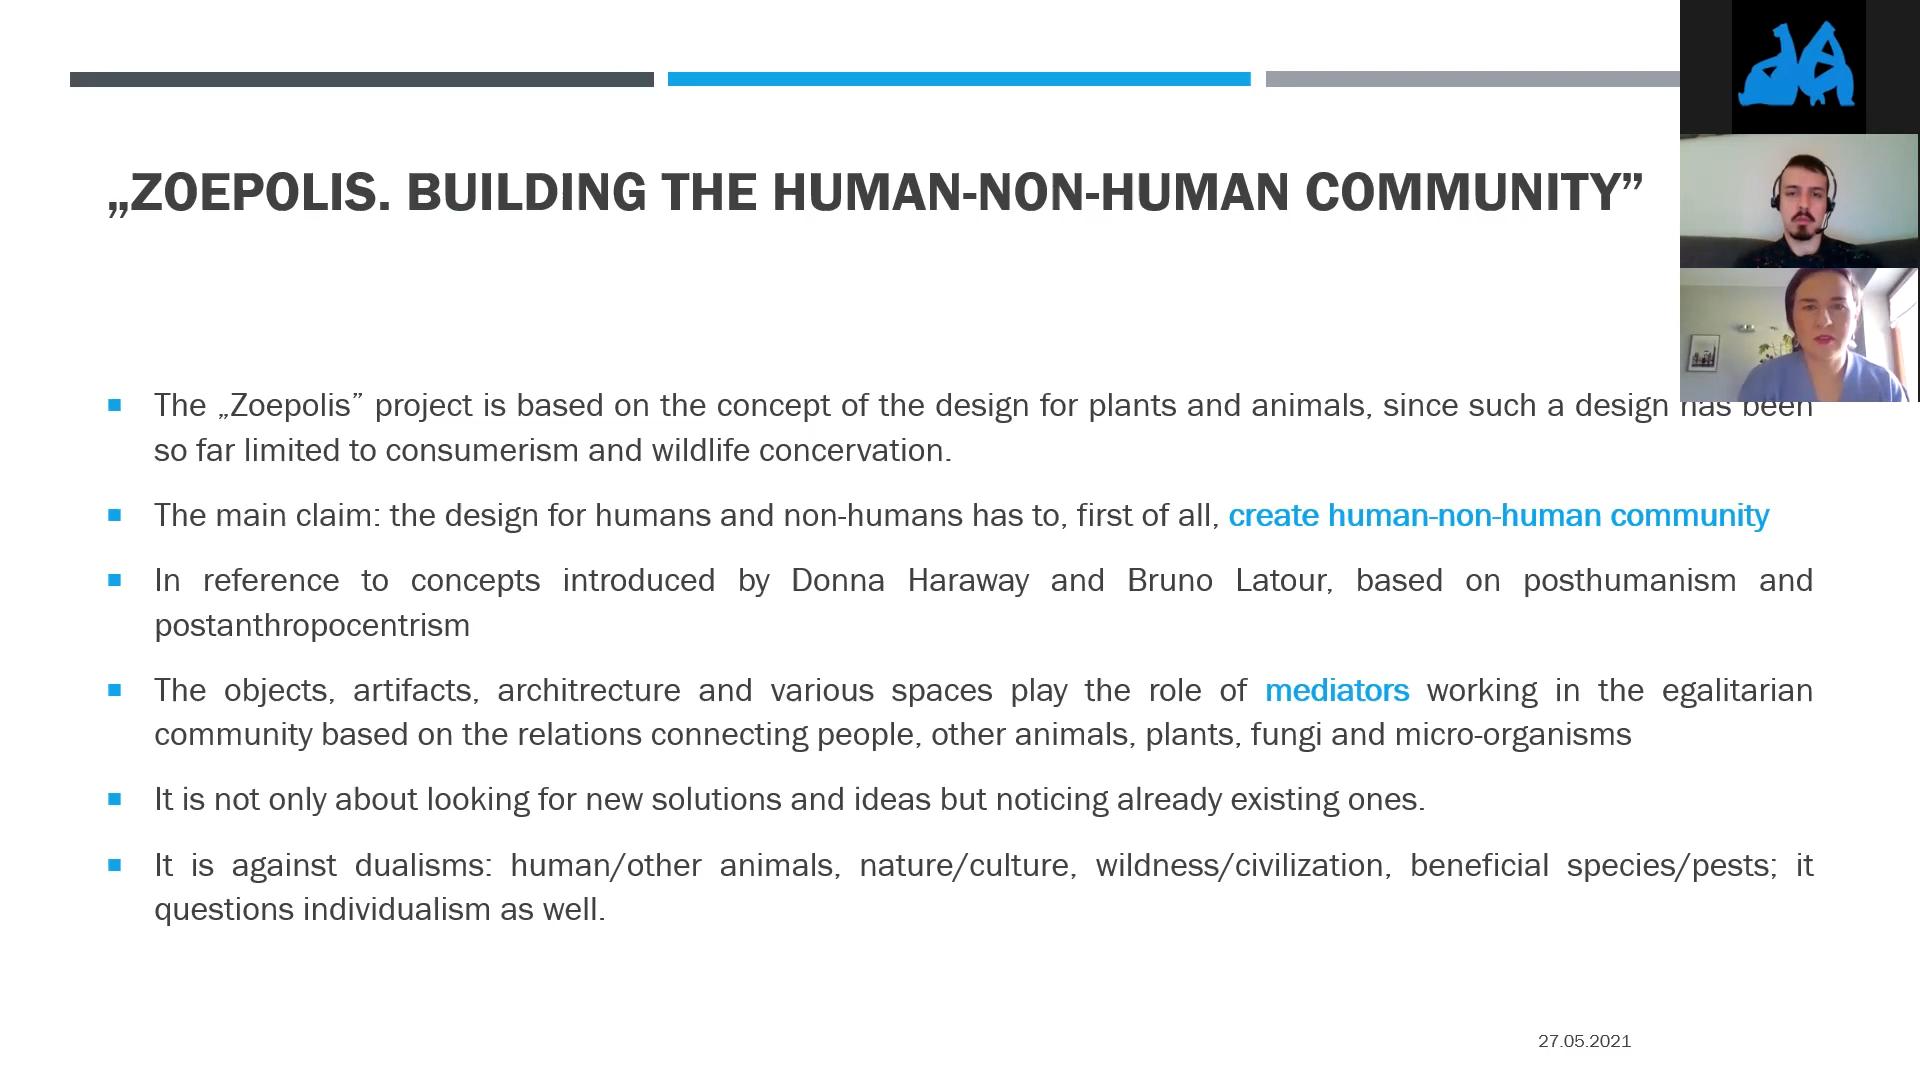 „ZOEPOLIS. BUILDING THE HUMAN-NON-HUMAN COMMUNITY”
The „Zoepolis” project is based on the concept of the design for plants and animals, since such a design has been
so far limited to consumerism and wildlife concervation.
The main claim: the design for humans and non-humans has to, first of all, create human-non-human community
In reference to concepts introduced by Donna Haraway and Bruno Latour, based on posthumanism and
postanthropocentrism
The objects, artifacts, architrecture and various spaces play the role of mediators working in the egalitarian
community based on the relations connecting people, other animals, plants, fungi and micro-organisms
It is not only about looking for new solutions and ideas but noticing already existing ones.
It is against dualisms: human/other animals, nature/culture, wildness/civilization, beneficial species/pests; it
questions individualism as well.
27.05.2021